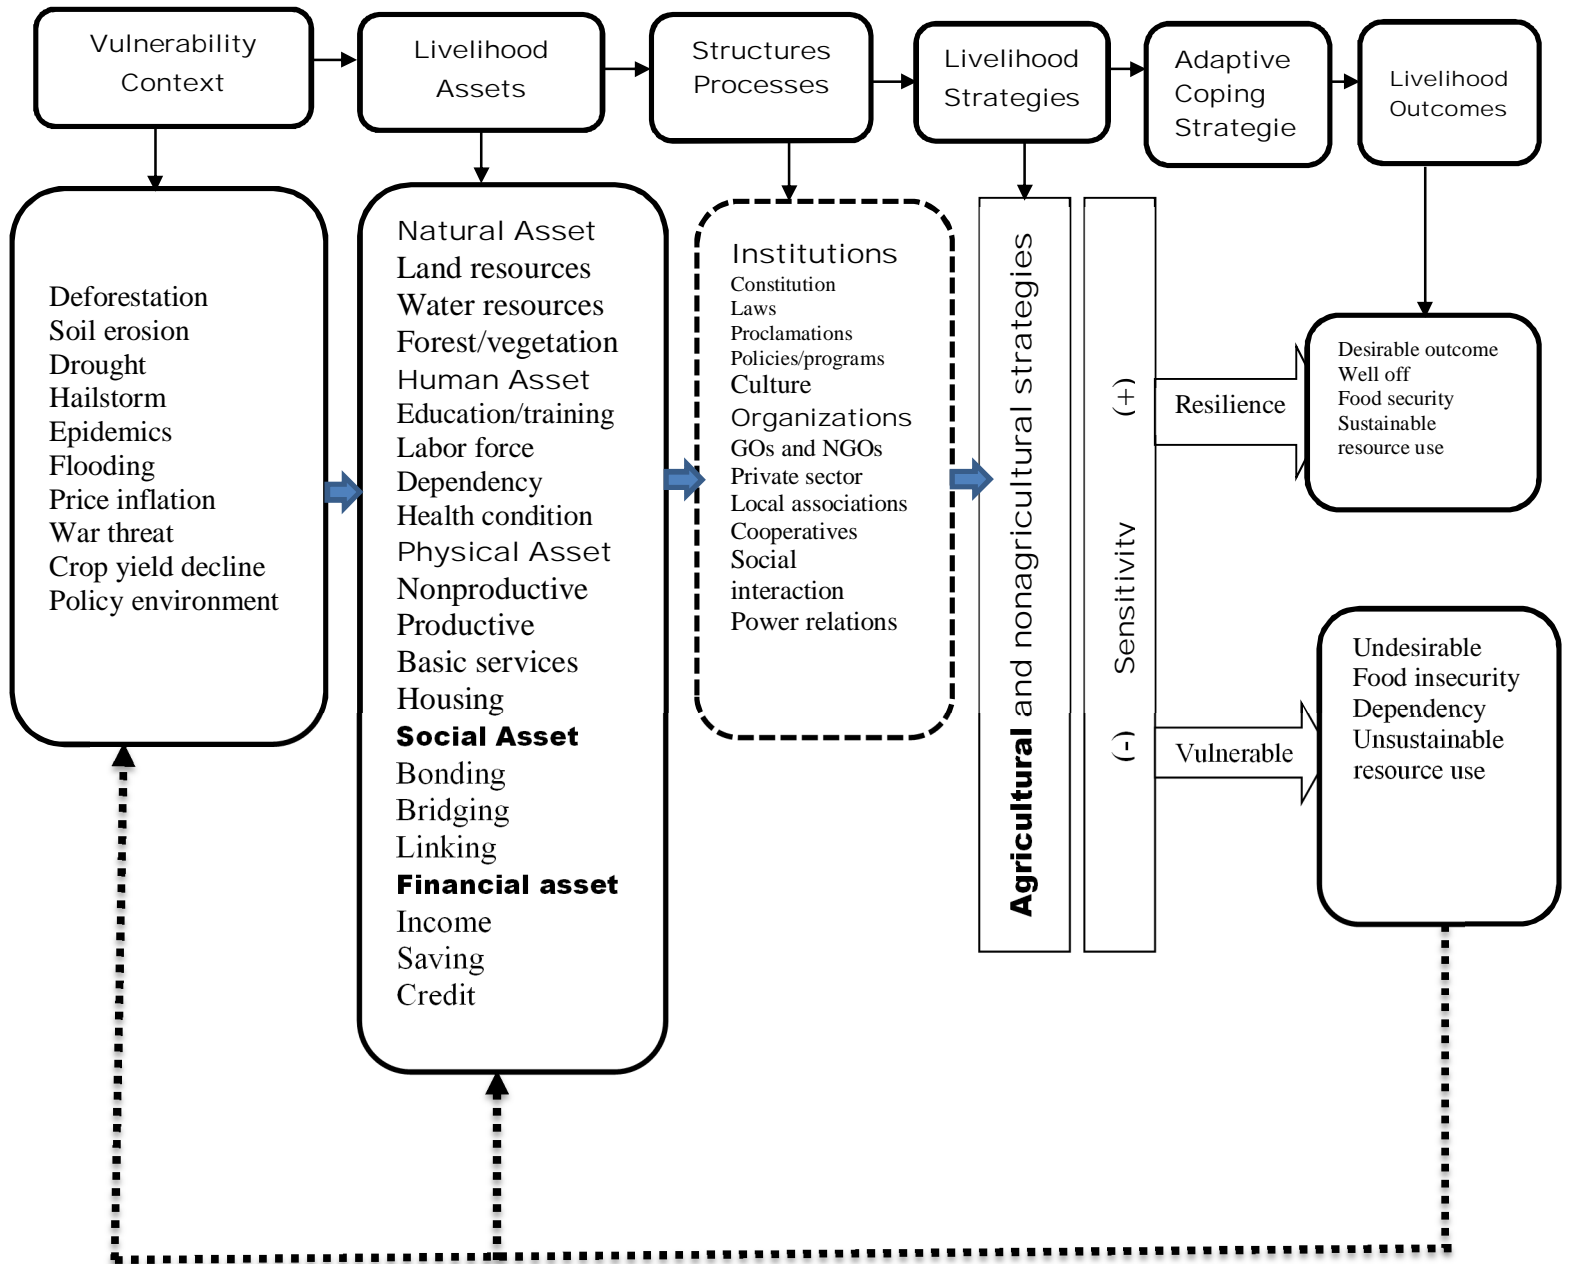 Vulnerability
Context
Livelihood
Assets
Structures
Processes
Livelihood
Strategies
Adaptive
Coping
Strategie
Livelihood
Outcomes
Deforestation
Soil erosion
Drought
Hailstorm
Epidemics
Flooding
Price inflation
War threat
Crop yield decline
Policy environment
Natural Asset
Land resources
Water resources
Forest/vegetation
Human Asset
Education/training
Labor force
Dependency
Health condition
Physical Asset
Nonproductive
Productive
Basic services
Housing
Social Asset
Bonding
Bridging
Linking
Financial asset
Income
Saving
Credit
Institutions
Constitution
Laws
Proclamations
Policies/programs
Culture
Organizations
GOs and NGOs
Private sector
Local associations
Cooperatives
Social
interaction
Power relations
Agricultural and nonagricultural strategies
(-) Sensitivity (+)
Resilience
Vulnerable
Desirable outcome
Well off
Food security
Sustainable
resource use
Undesirable
Food insecurity
Dependency
Unsustainable
resource use